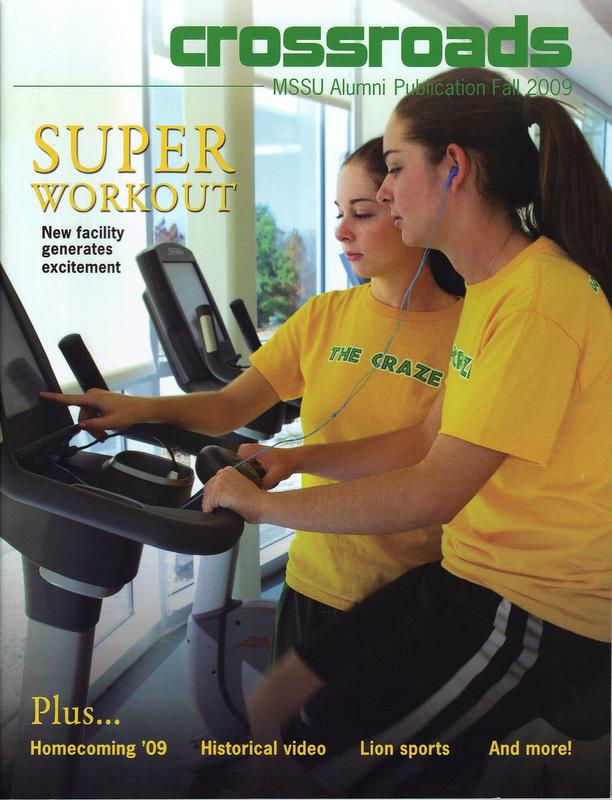 crossroads
MSSU Alumni Publication Fall 2009
SUPER
WORKOUT
New facility
generates
excitement
THE CRAZE
Plus...
Homecoming '09 Historical video Lion sports And more!